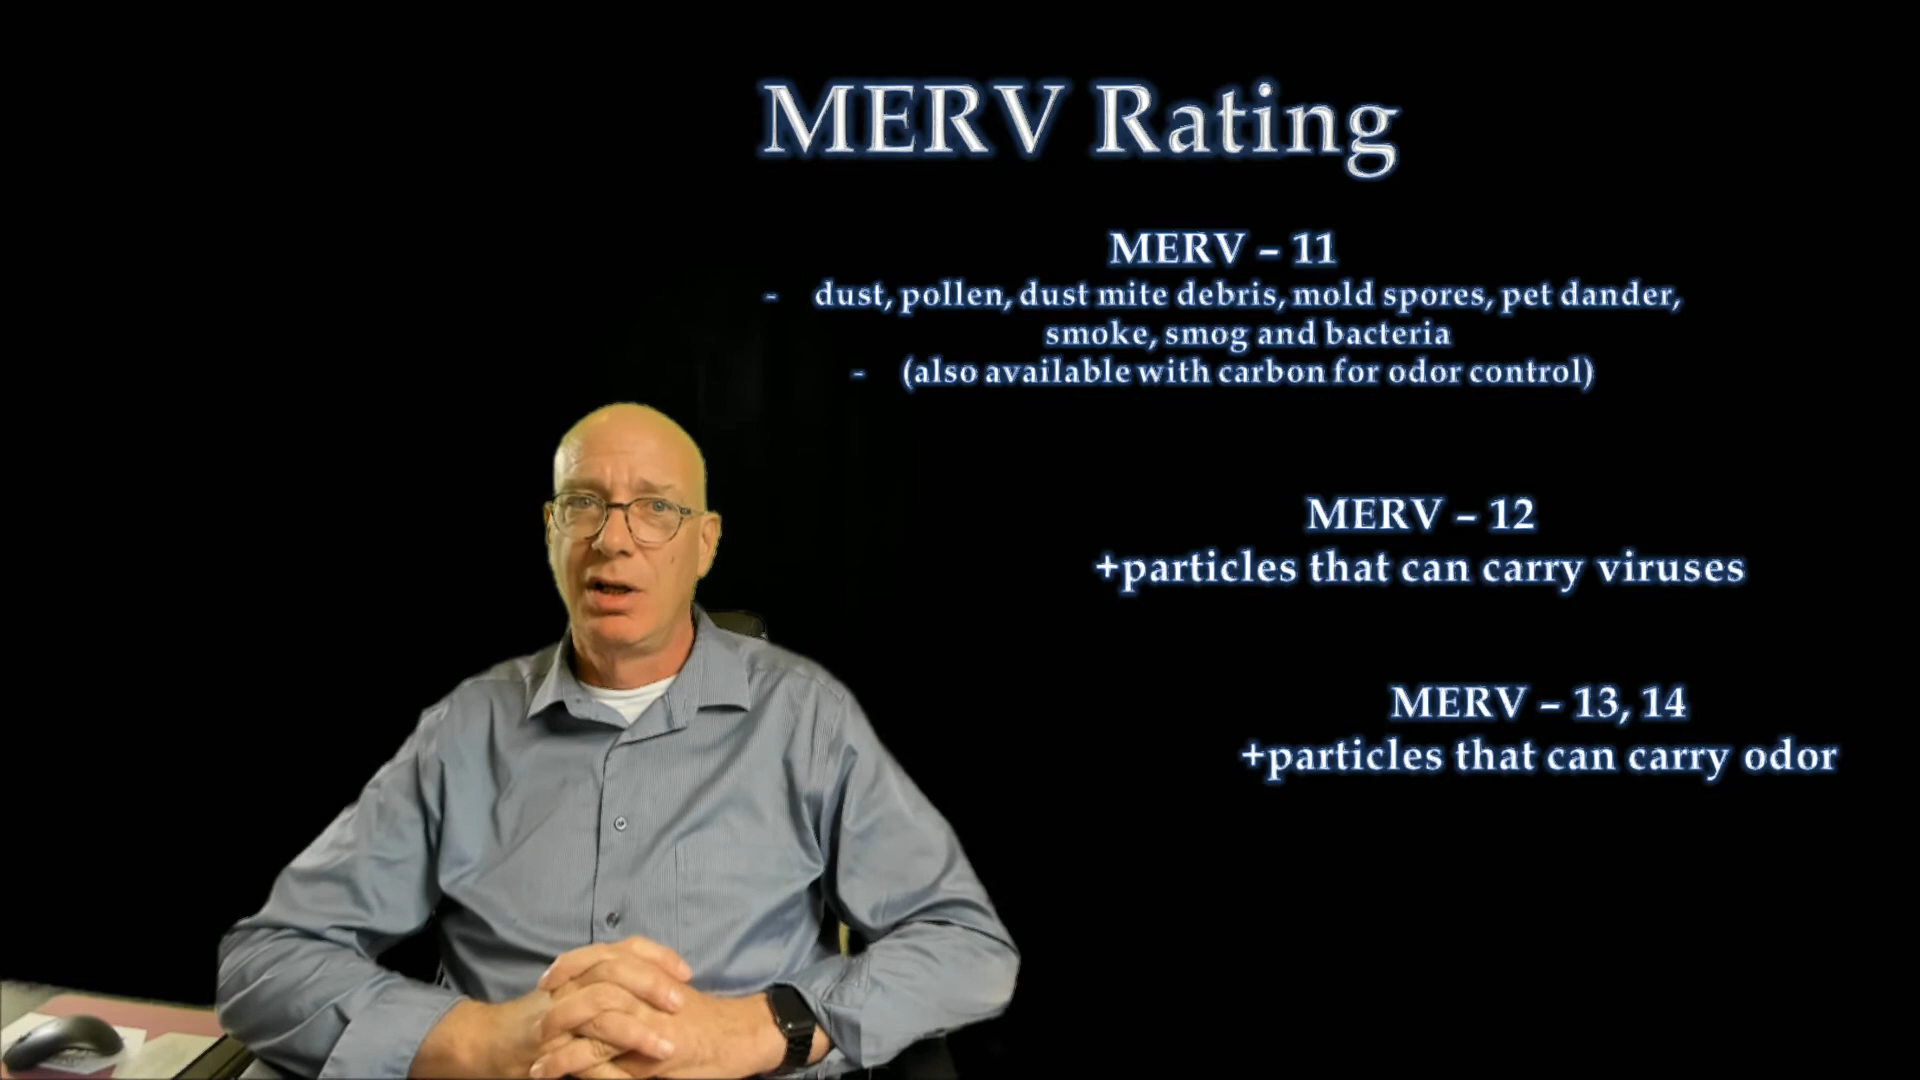 MERV Rating
MERV – 11
- dust, pollen, dust mite debris, mold spores, pet dander,
smoke, smog and bacteria
- (also available with carbon for odor control)
MERV – 12
+particles that can carry viruses
MERV – 13, 14
+particles that can carry odor